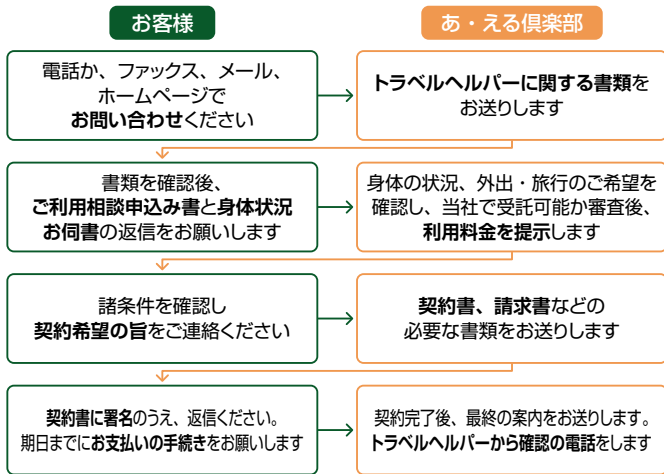 お客様
あ・える倶楽部
電話か、ファックス、メール、
ホームページで
お問い合わせください
トラベルヘルパーに関する書類を
お送りします
書類を確認後、
ご利用相談申込み書と身体状況
お伺書の返信をお願いします
身体の状況、外出・旅行のご希望を
確認し、当社で受託可能か審査後、
利用料金を提示します
諸条件を確認し
契約希望の旨をご連絡ください
契約書、請求書などの
必要な書類をお送りします
契約書に署名のうえ、返信ください。
期日までにお支払いの手続きをお願いします
契約完了後、最終の案内をお送りします。
トラベルヘルパーから確認の電話をします